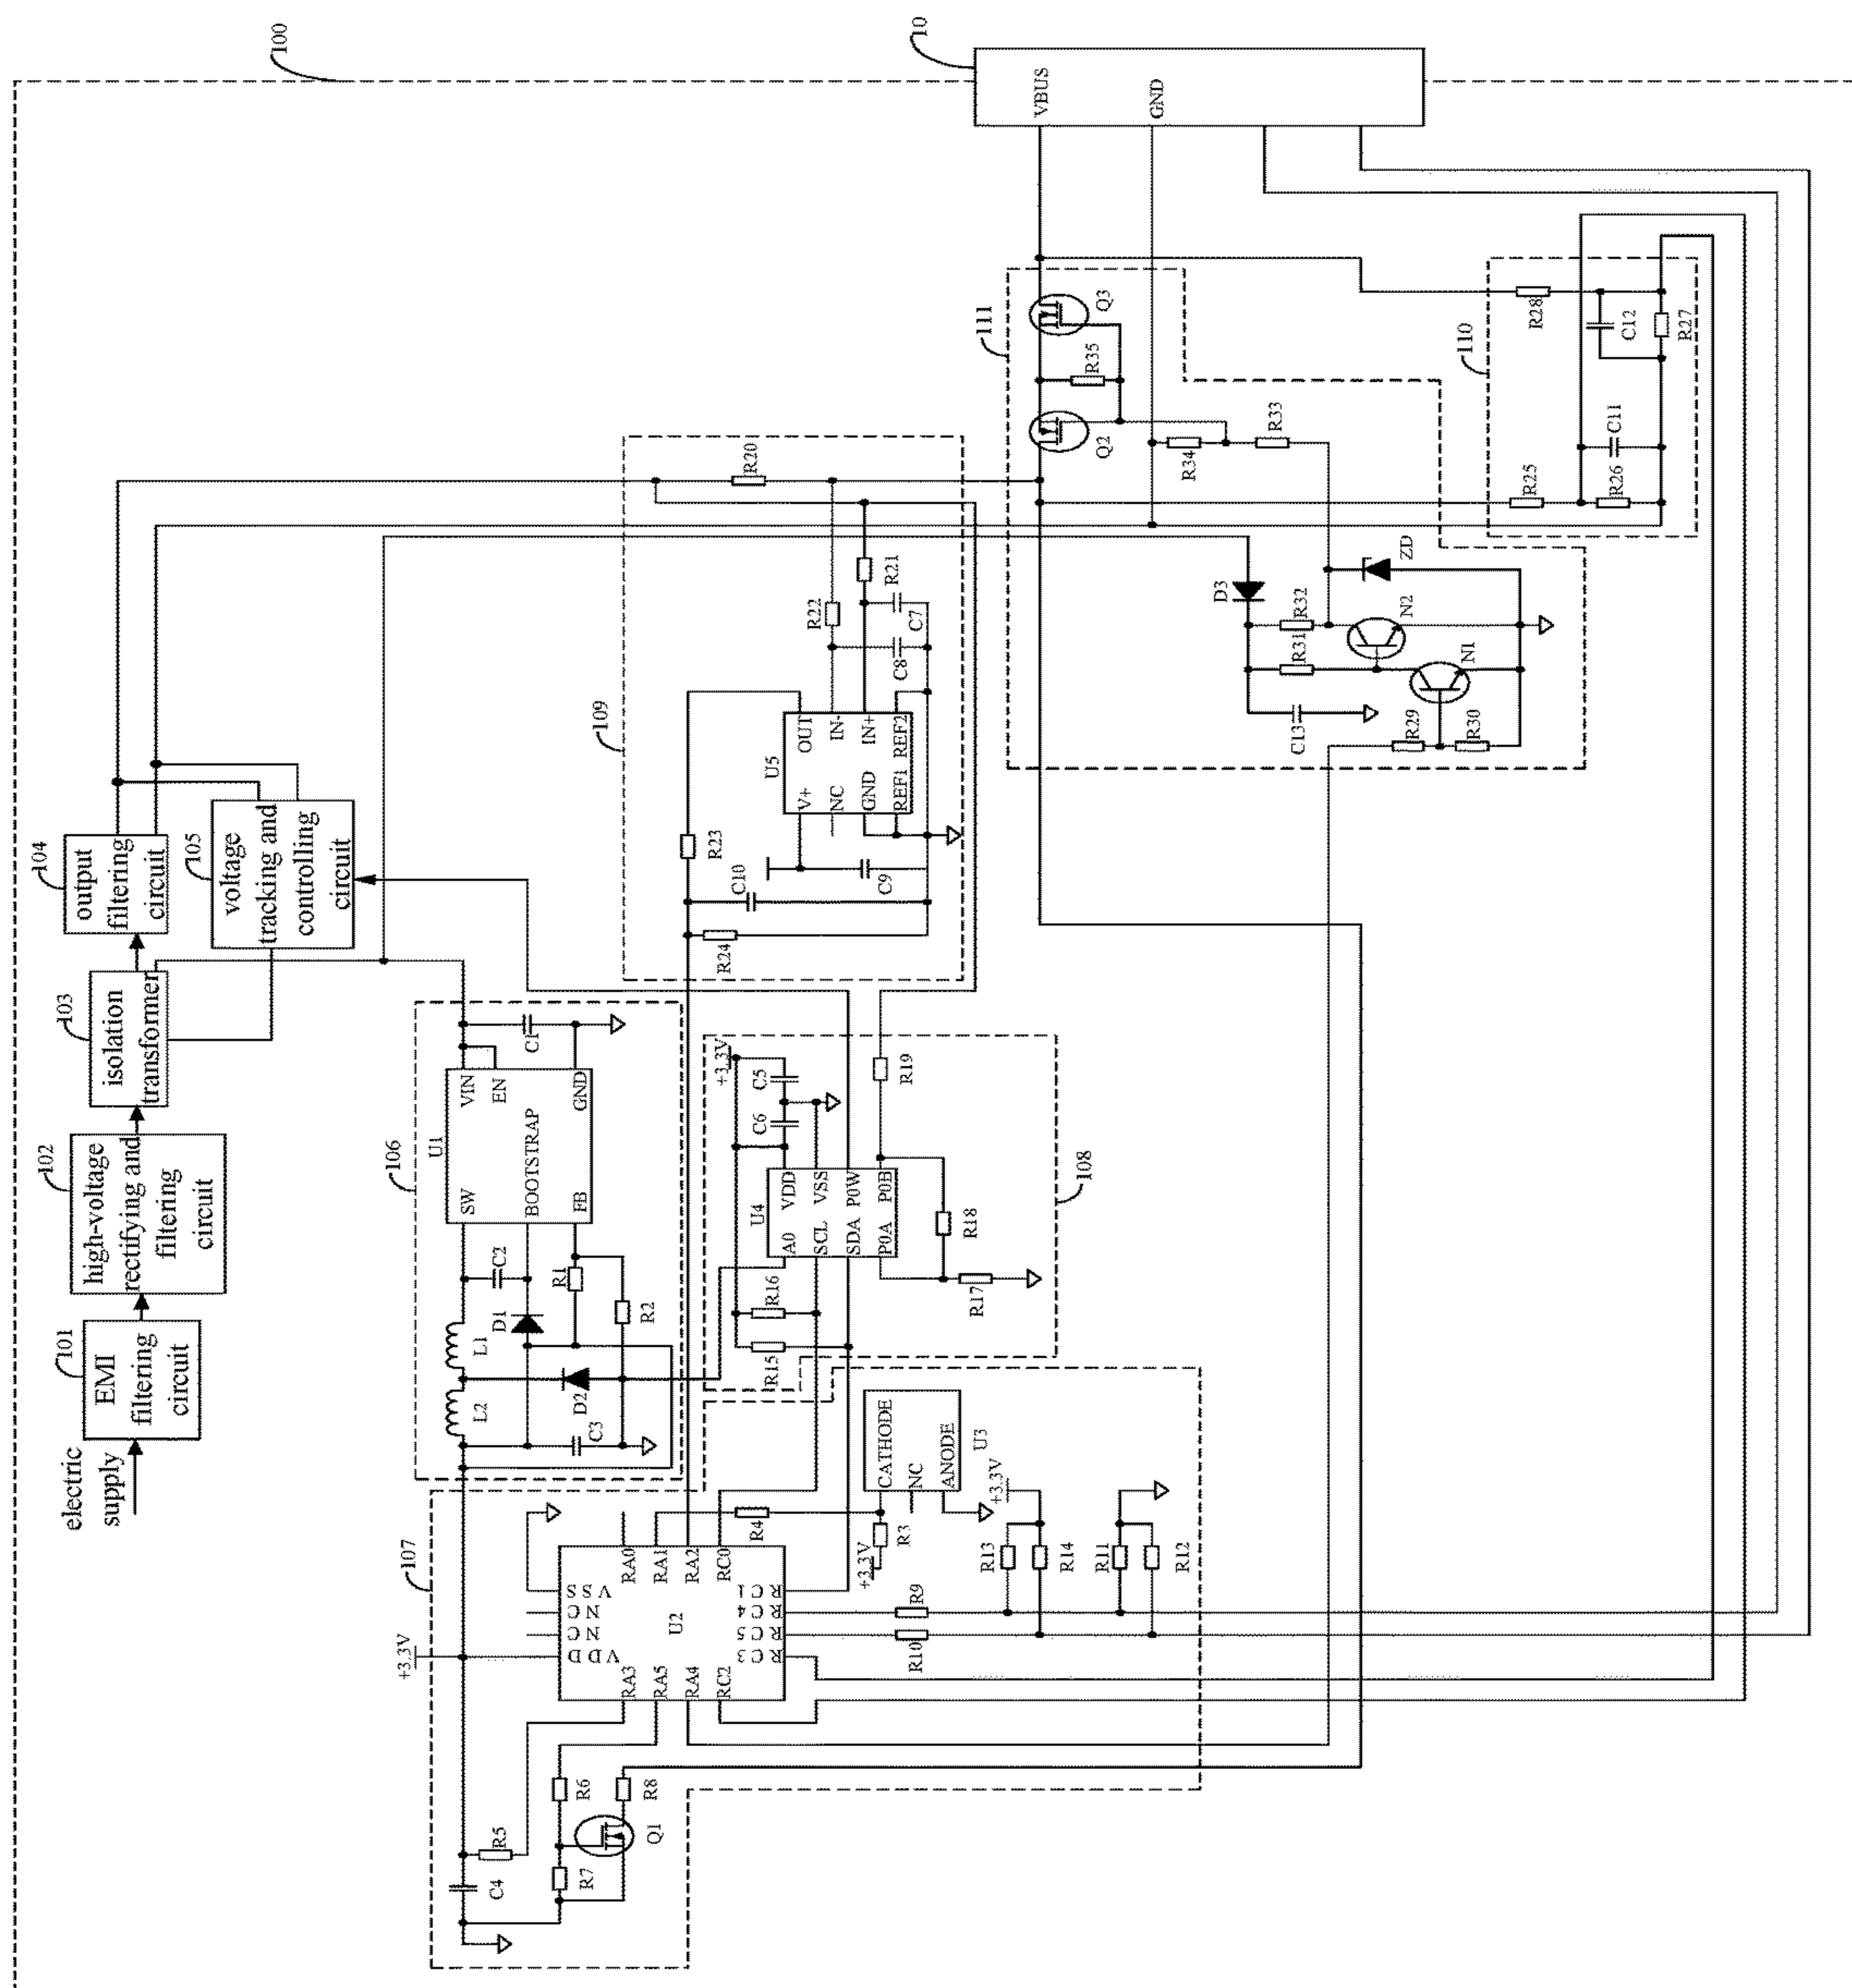 100
10
VBUS
GND
104
output
filtering
circuit
105
voltage
tracking and
controlling
circuit
103
isolation
transformer
102
high-voltage
rectifying and
filtering
circuit
101
EMI
filtering
circuit
electric
supply
106
U1
VIN
EN
GND
SW
BOOTSTRAP
FB
C1
C2
R1
D1
R2
L1
L2
D2
C3
109
R20
R21
R22
C7
C8
U5
OUT
IN-
IN+
REF2
V+
NC
GND
REF1
R23
C10
C9
R24
111
Q3
R35
Q2
R34
R33
D3
ZD
R32
N2
R31
N1
C13
R29
R30
110
R28
C12
R27
C11
R25
R26
108
+3.3V
C5
C6
R19
U4
VDD
VSS
P0W
P0B
A0
SCL
SDA
P0A
R18
R17
R16
R15
107
U2
VSS
NC
NC
VDD
RA0
RA1
RA2
RC0
RC1
RC4
RC5
RC3
RA3
RA5
RA4
RC2
+3.3V
R4
R3
+3.3V
CATHODE
NC
ANODE
U3
+3.3V
R9
R10
R13
R14
R11
R12
R5
C4
R6
R7
R8
Q1